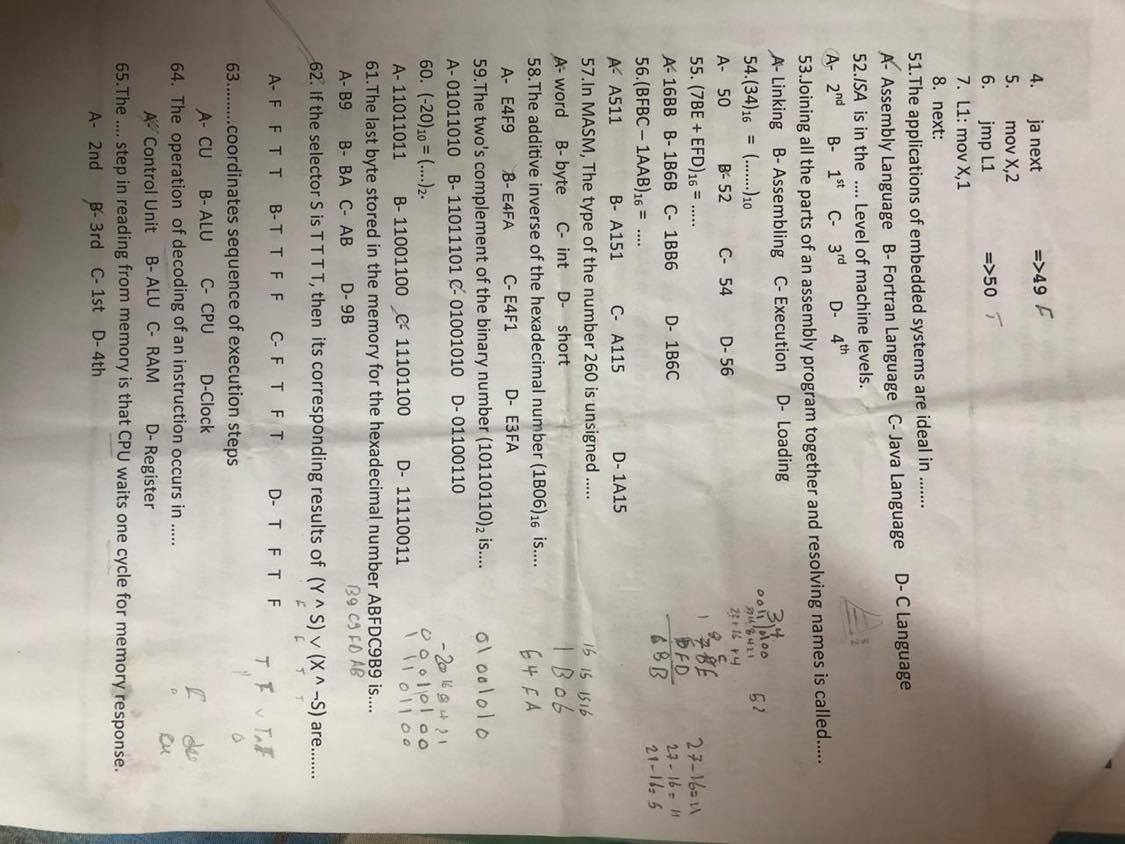 4. ja next =>49 F
5. mov X,2
6. jmp L1 =>50 T
7. L1: mov X,1
8. next:
51.The applications of embedded systems are ideal in .......
A- Assembly Language B- Fortran Language C- Java Language D- C Language
52.ISA is in the .... Level of machine levels.
A- 2nd B- 1st C- 3rd D- 4th
53.Joining all the parts of an assembly program together and resolving names is called.....
A- Linking B- Assembling C- Execution D- Loading
34
54.(34)16 = (.......)10
52
A- 50 B- 52 C- 54 D- 56
55. (7BE + EFD)16 = .....
27-16=11
A- 16BB B- 1B6B C- 1BB6 D- 1B6C
6BB
27-16=11
21-16=5
56.(BFBC – 1AAB)16 = ....
A- A511 B- A151 C- A115 D- 1A15
57.In MASM, The type of the number 260 is unsigned .....
15 15 1516
A- word B- byte C- int D- short
1B06
58.The additive inverse of the hexadecimal number (1B06)16 is....
E4FA
A- E4F9 B- E4FA C- E4F1 D- E3FA
59.The two's complement of the binary number (10110110)2 is....
01001010
A- 01011010 B- 11011101 C- 01001010 D- 01100110
-20 16 8 4 2 1
60. (-20)10 = (....)2.
00010100
A- 11011011 B- 11001100 C- 11101100 D- 11110011
11101100
61.The last byte stored in the memory for the hexadecimal number ABFDC9B9 is....
B9 C9 FD AB
A- B9 B- BA C- AB D- 9B
62. If the selector S is T T T T, then its corresponding results of (Y ^ S) ∨ (X ^ ¬S) are.......
F F T T
A- F F T T B- T T F F C- F T F T D- T F T F
63.........coordinates sequence of execution steps
A- CU B- ALU C- CPU D-Clock
64. The operation of decoding of an instruction occurs in .....
A- Control Unit B- ALU C- RAM D- Register
65.The .... step in reading from memory is that CPU waits one cycle for memory response.
A- 2nd B- 3rd C- 1st D- 4th